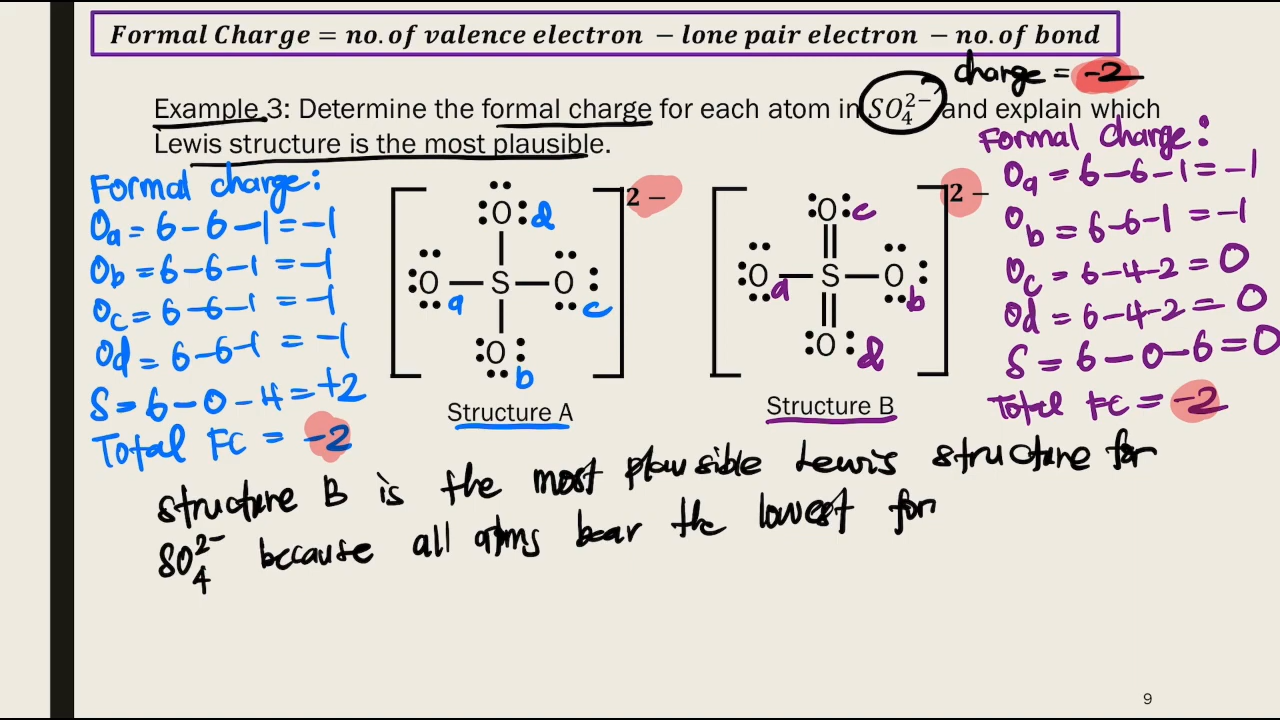 Formal Charge = no. of valence electron − lone pair electron − no. of bond
charge = -2
Example 3: Determine the formal charge for each atom in SO₄²⁻ and explain which
Lewis structure is the most plausible.
Formal charge:
Oa = 6-6-1 = -1
Ob = 6-6-1 = -1
Oc = 6-6-1 = -1
Od = 6-6-1 = -1
S = 6-0-4 = +2
Total FC = -2
2 −
O d
O a S O c
O b
Structure A
2 −
O c
O a S O b
O d
Structure B
Formal charge:
Oa = 6-6-1 = -1
Ob = 6-6-1 = -1
Oc = 6-4-2 = 0
Od = 6-4-2 = 0
S = 6-0-6 = 0
Total FC = -2
structure B is the most plausible Lewis structure for
SO₄²⁻ because all atms bear the lowest for
9